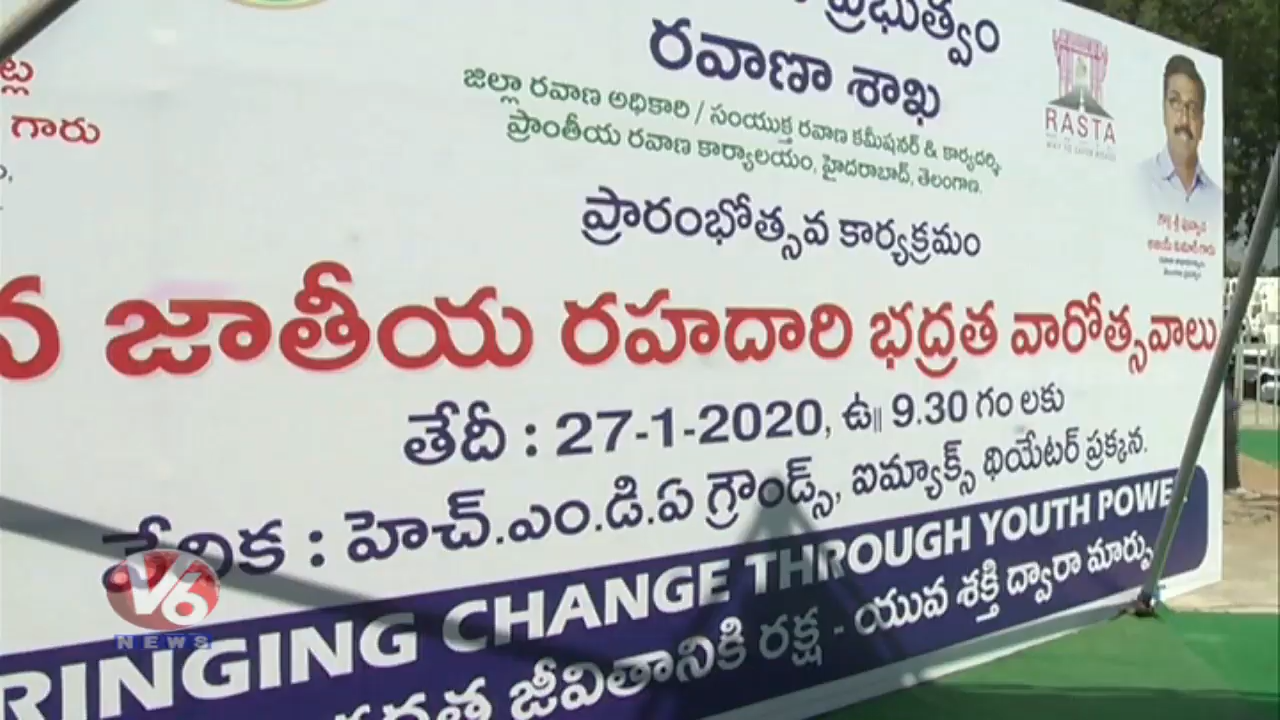 ప్రభుత్వం
రవాణా శాఖ
జిల్లా రవాణ అధికారి / సంయుక్త రవాణ కమీషనర్ & కార్యదర్శి
ప్రాంతీయ రవాణ కార్యాలయం, హైదరాబాద్, తెలంగాణ.
గారు
RASTA
ప్రారంభోత్సవ కార్యక్రమం
వ జాతీయ రహదారి భద్రత వారోత్సవాలు
తేదీ : 27-1-2020, ఉ॥ 9.30 గం లకు
వేదిక : హెచ్.ఎం.డి.ఏ గ్రౌండ్స్, ఐమ్యాక్స్ థియేటర్ ప్రక్కన.
RINGING CHANGE THROUGH YOUTH POWE
భద్రత జీవితానికి రక్ష - యువ శక్తి ద్వారా మార్పు
V6
NEWS